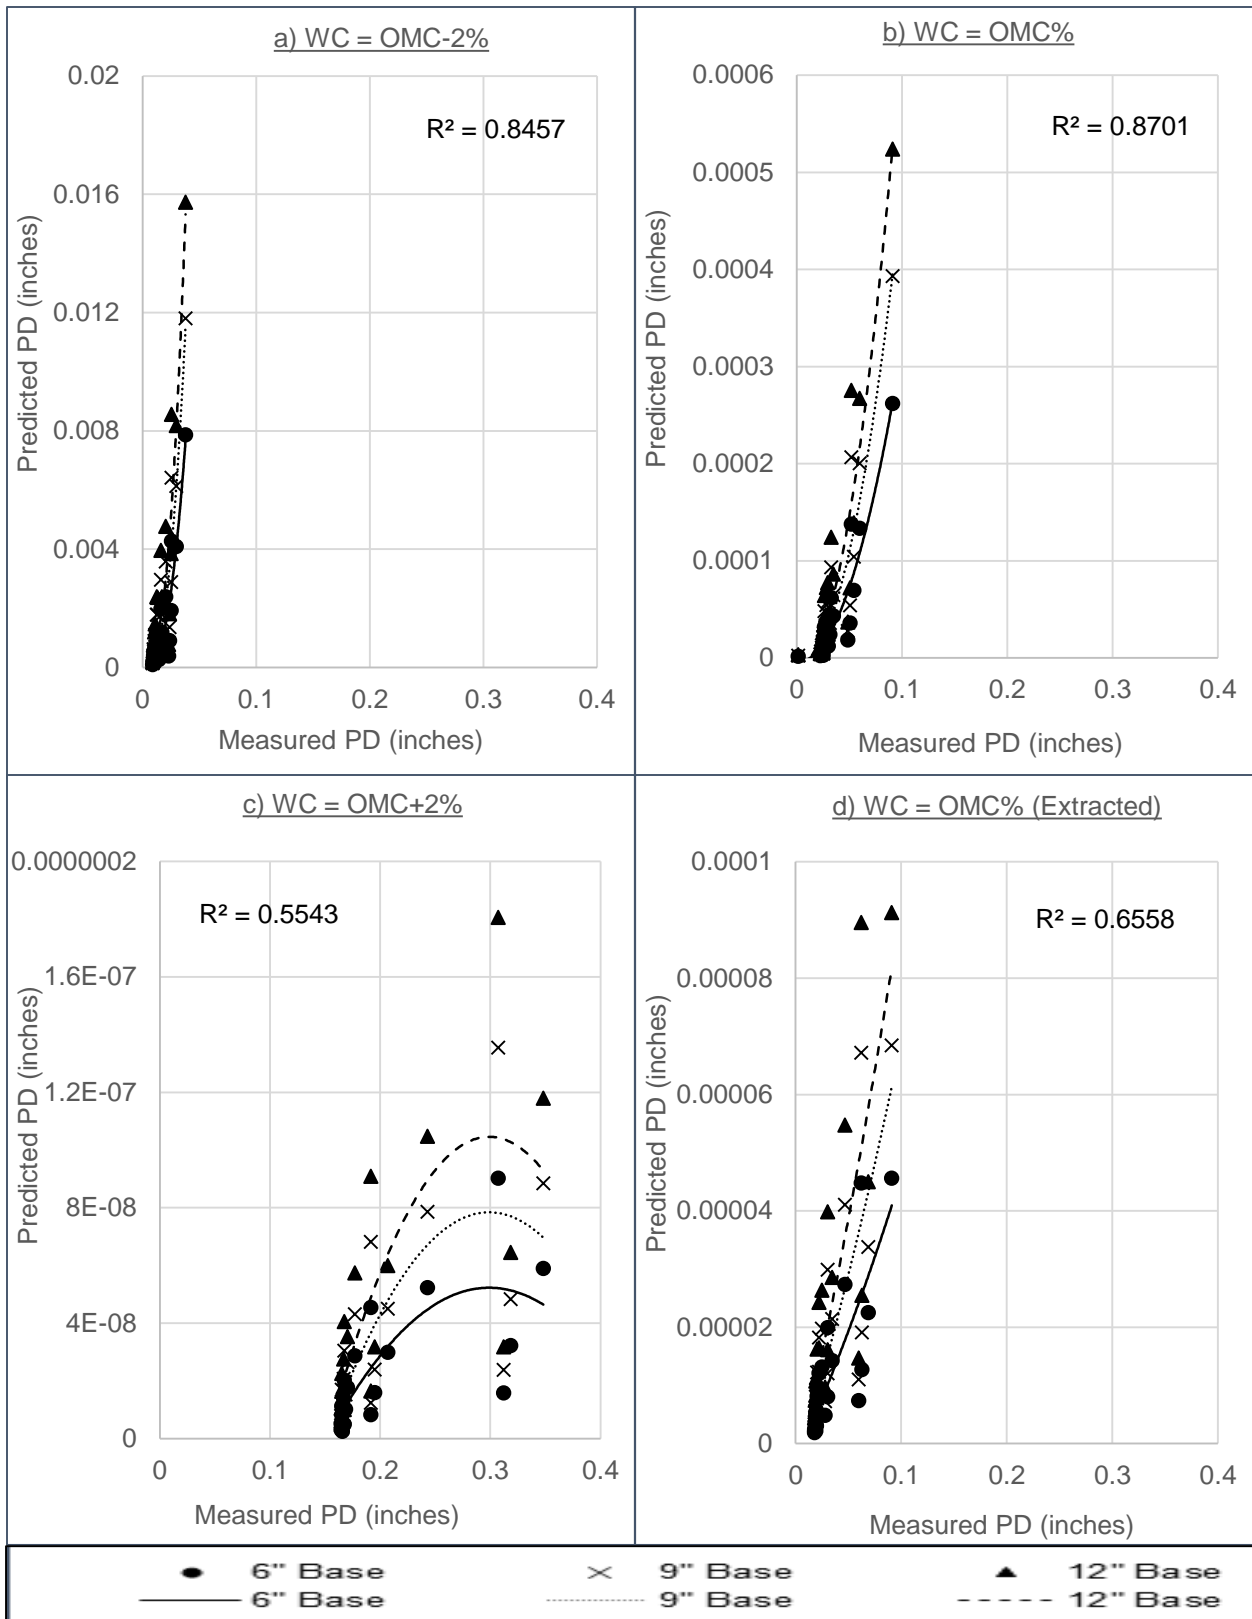 a) WC = OMC-2%
0.02
R² = 0.8457
0.016
0.012
0.008
0.004
0
Predicted PD (inches)
0 0.1 0.2 0.3 0.4
Measured PD (inches)
b) WC = OMC%
0.0006
R² = 0.8701
0.0005
0.0004
0.0003
0.0002
0.0001
0
Predicted PD (inches)
0 0.1 0.2 0.3 0.4
Measured PD (inches)
c) WC = OMC+2%
0.0000002
R² = 0.5543
1.6E-07
1.2E-07
8E-08
4E-08
0
Predicted PD (inches)
0 0.1 0.2 0.3 0.4
Measured PD (inches)
d) WC = OMC% (Extracted)
0.0001
R² = 0.6558
0.00008
0.00006
0.00004
0.00002
0
Predicted PD (inches)
0 0.1 0.2 0.3 0.4
Measured PD (inches)
6" Base 9" Base 12" Base
6" Base 9" Base 12" Base